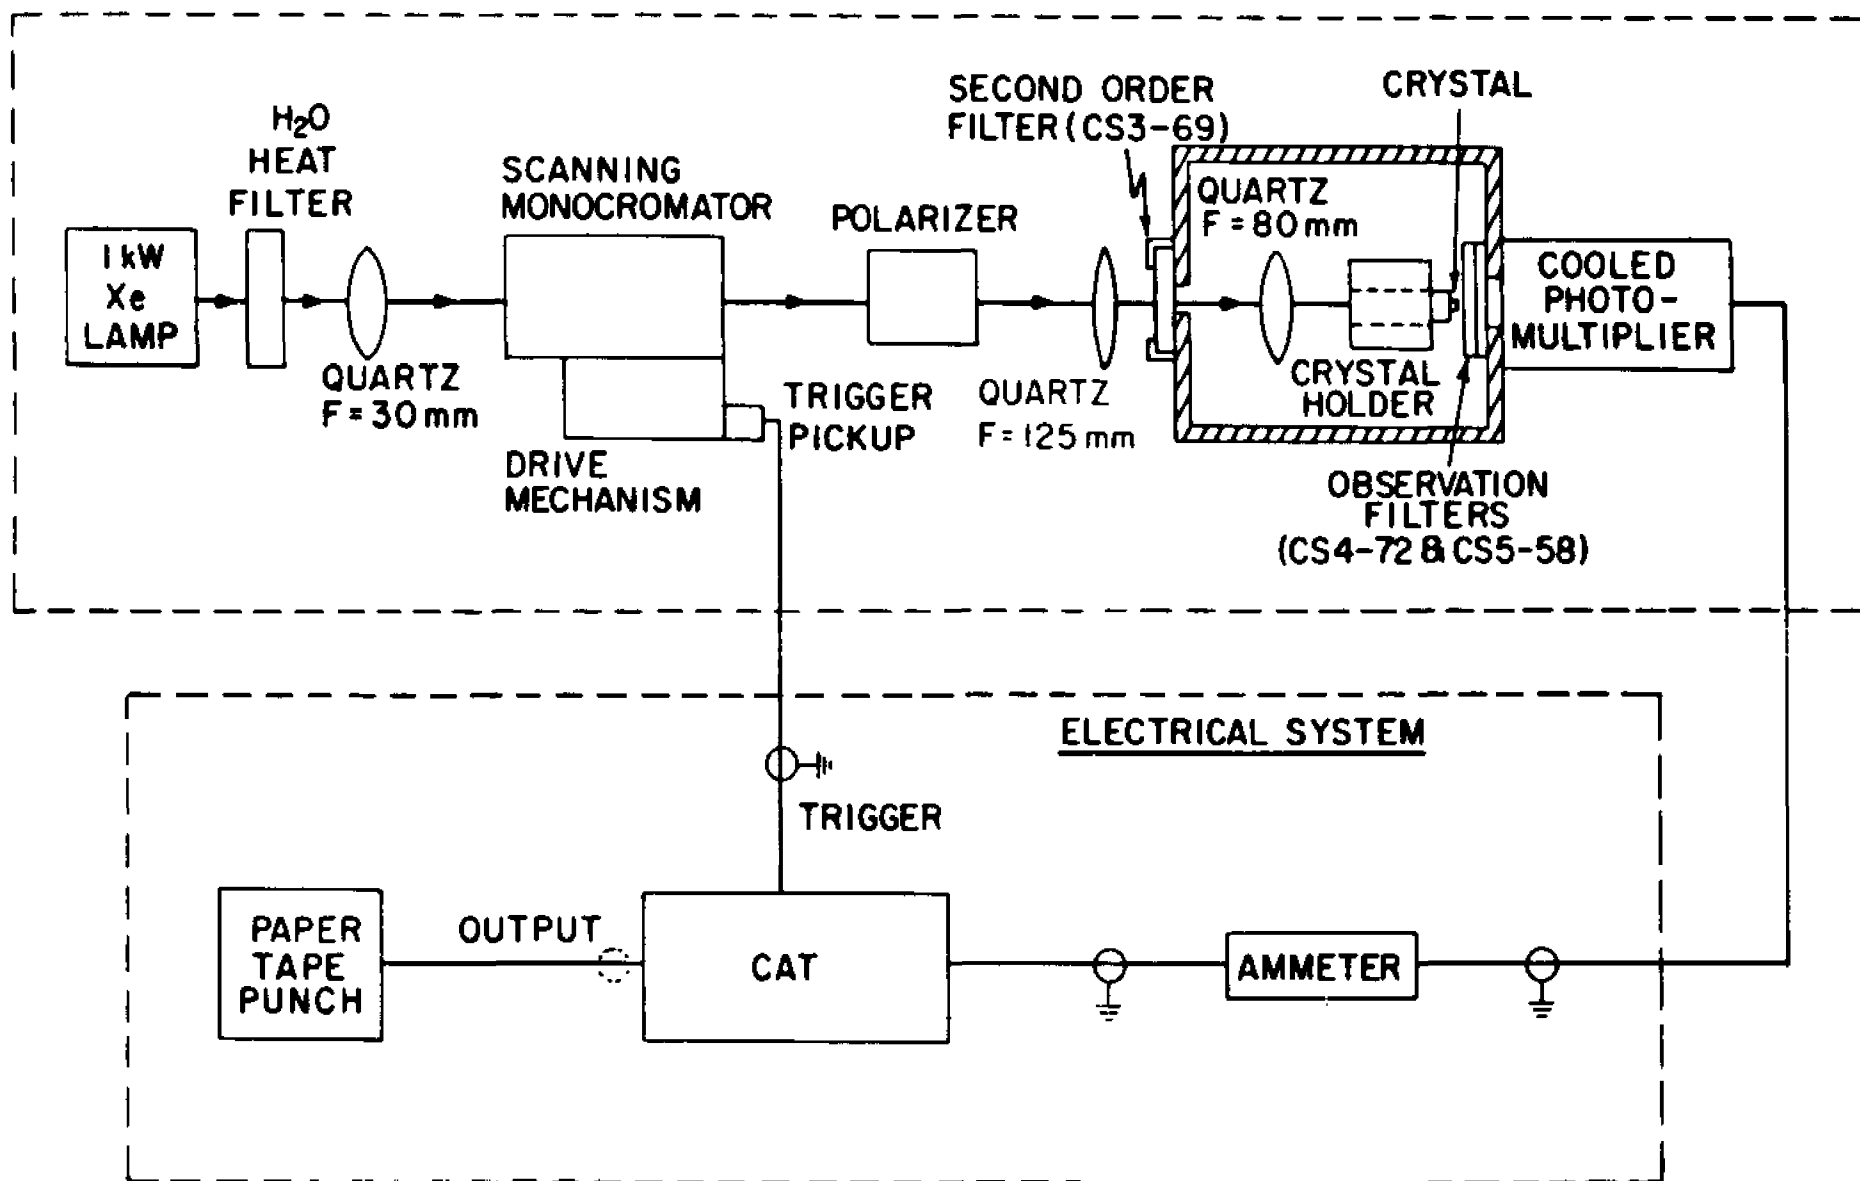 H2O
HEAT
FILTER
1 kW
Xe
LAMP
QUARTZ
F = 30 mm
SCANNING
MONOCROMATOR
DRIVE
MECHANISM
TRIGGER
PICKUP
POLARIZER
QUARTZ
F = 125 mm
SECOND ORDER
FILTER (CS3-69)
QUARTZ
F = 80 mm
CRYSTAL
CRYSTAL
HOLDER
OBSERVATION
FILTERS
(CS4-72 & CS5-58)
COOLED
PHOTO-
MULTIPLIER
ELECTRICAL SYSTEM
TRIGGER
PAPER
TAPE
PUNCH
OUTPUT
CAT
AMMETER